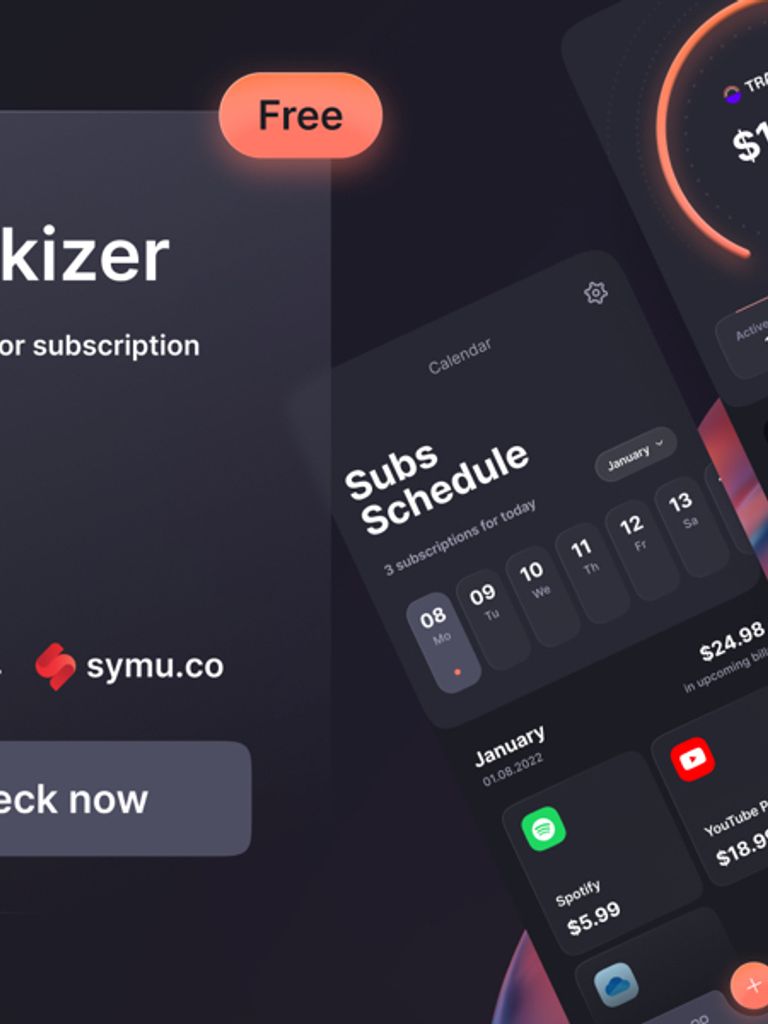 Free
kizer
or subscription
symu.co
eck now
TRA
$1
Active
Calendar
Subs
Schedule
January
3 subscriptions for today
08
Mo
09
Tu
10
We
11
Th
12
Fr
13
Sa
$24.98
in upcoming bill
January
01.08.2022
Spotify
$5.99
YouTube P
$18.99